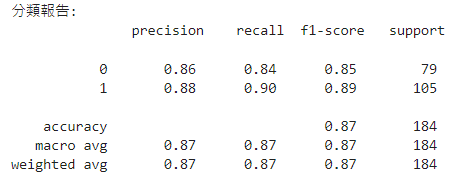 分類報告:
precision recall f1-score support
0 0.86 0.84 0.85 79
1 0.88 0.90 0.89 105
accuracy 0.87 184
macro avg 0.87 0.87 0.87 184
weighted avg 0.87 0.87 0.87 184